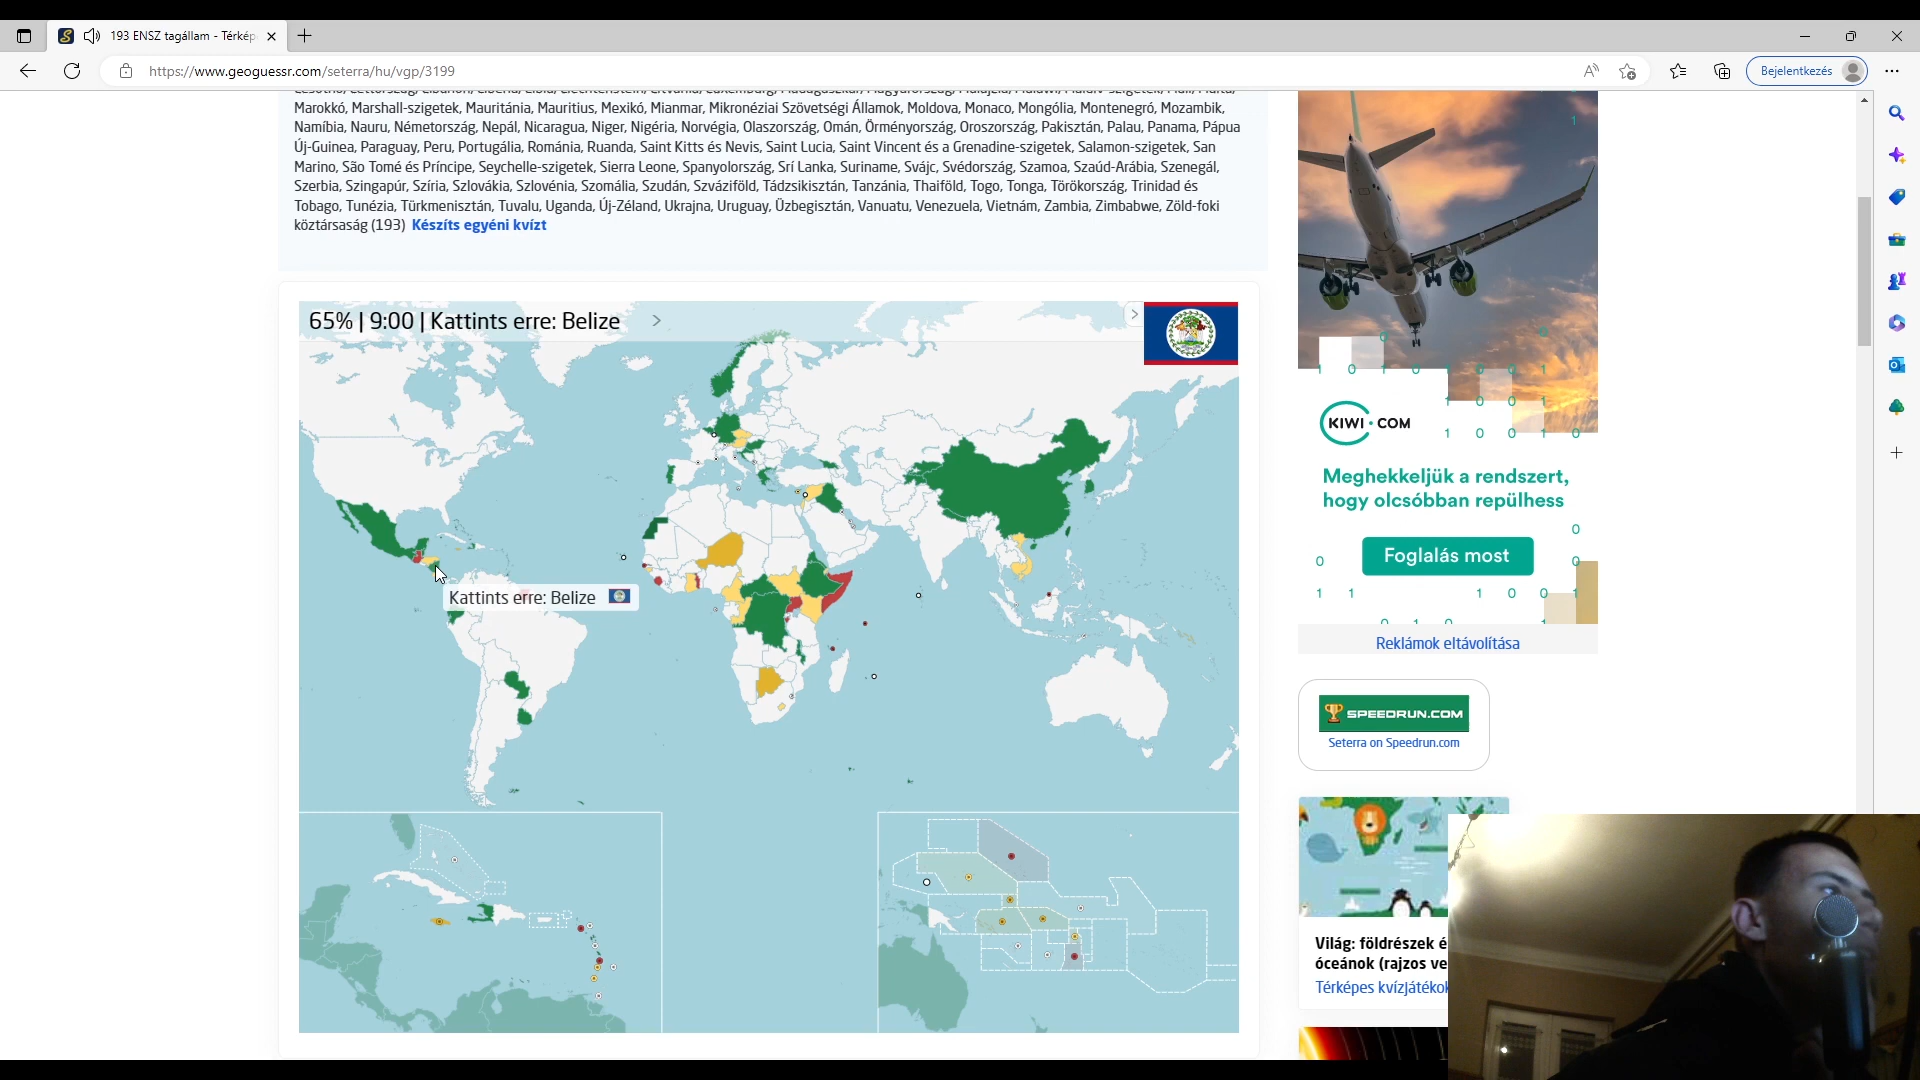 193 ENSZ tagállam - Térkép
https://www.geoguessr.com/seterra/hu/vgp/3199
Bejelentkezés
Marokkó, Marshall-szigetek, Mauritánia, Mauritius, Mexikó, Mianmar, Mikronéziai Szövetségi Államok, Moldova, Monaco, Mongólia, Montenegró, Mozambik,
Namíbia, Nauru, Németország, Nepál, Nicaragua, Niger, Nigéria, Norvégia, Olaszország, Omán, Örményország, Oroszország, Pakisztán, Palau, Panama, Pápua
Új-Guinea, Paraguay, Peru, Portugália, Románia, Ruanda, Saint Kitts és Nevis, Saint Lucia, Saint Vincent és a Grenadine-szigetek, Salamon-szigetek, San
Marino, São Tomé és Príncipe, Seychelle-szigetek, Sierra Leone, Spanyolország, Srí Lanka, Suriname, Svájc, Svédország, Szamoa, Szaúd-Arábia, Szenegál,
Szerbia, Szingapúr, Szíria, Szlovákia, Szlovénia, Szomália, Szudán, Szváziföld, Tádzsikisztán, Tanzánia, Thaiföld, Togo, Tonga, Törökország, Trinidad és
Tobago, Tunézia, Türkmenisztán, Tuvalu, Uganda, Új-Zéland, Ukrajna, Uruguay, Üzbegisztán, Vanuatu, Venezuela, Vietnám, Zambia, Zimbabwe, Zöld-foki
köztársaság (193) Készíts egyéni kvízt
65% | 9:00 | Kattints erre: Belize
Kattints erre: Belize
KIWI.COM
Meghekkeljük a rendszert,
hogy olcsóbban repülhess
Foglalás most
Reklámok eltávolítása
SPEEDRUN.COM
Seterra on Speedrun.com
Világ: földrészek é
óceánok (rajzos ve
Térképes kvízjátékok